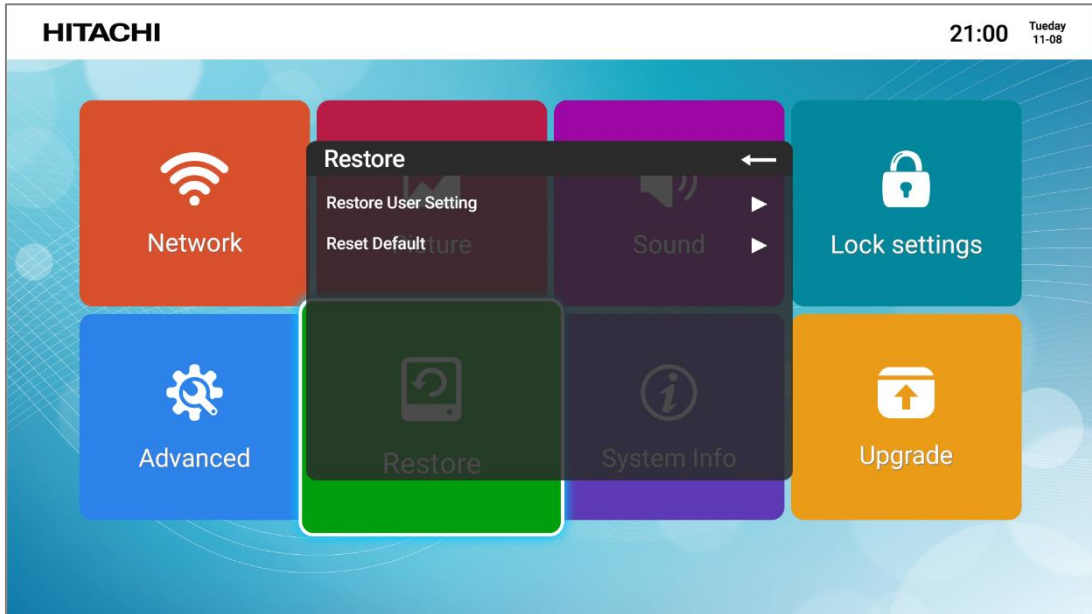 HITACHI
21:00
Tueday
11-08
Restore
Restore User Setting
Reset Default
Network
Picture
Sound
Lock settings
Advanced
Restore
System Info
Upgrade